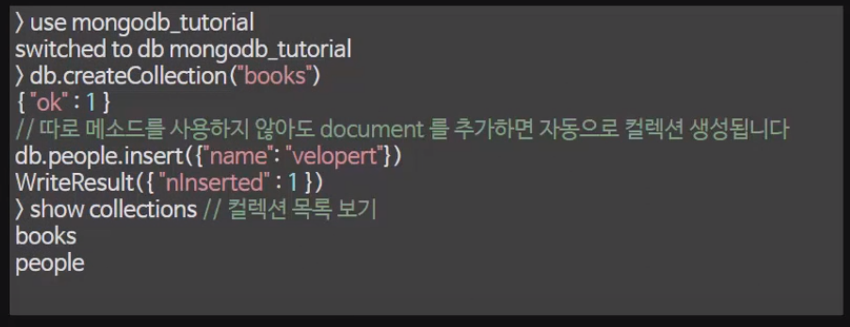 > use mongodb_tutorial
switched to db mongodb_tutorial
> db.createCollection("books")
{ "ok" : 1 }
// 따로 메소드를 사용하지 않아도 document 를 추가하면 자동으로 컬렉션 생성됩니다
db.people.insert({"name": "velopert"})
WriteResult({ "nInserted" : 1 })
> show collections // 컬렉션 목록 보기
books
people